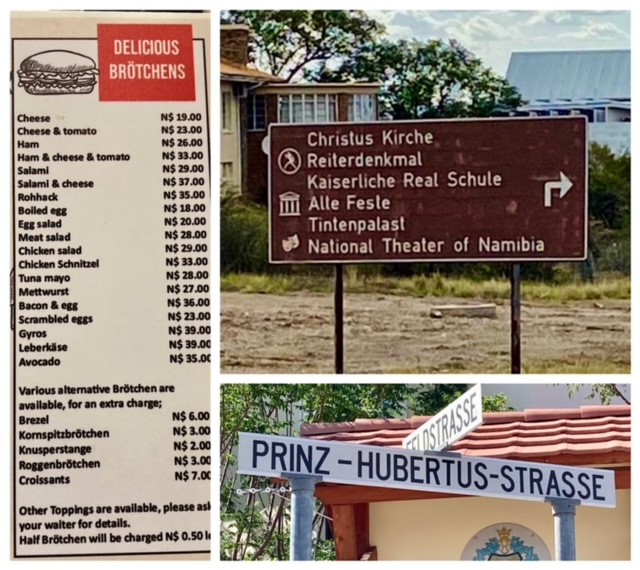 DELICIOUS
BRÖTCHENS
Cheese N$ 19.00
Cheese & tomato N$ 23.00
Ham N$ 26.00
Ham & cheese & tomato N$ 33.00
Salami N$ 29.00
Salami & cheese N$ 37.00
Rohhack N$ 35.00
Boiled egg N$ 18.00
Egg salad N$ 20.00
Meat salad N$ 28.00
Chicken salad N$ 29.00
Chicken Schnitzel N$ 33.00
Tuna mayo N$ 28.00
Mettwurst N$ 27.00
Bacon & egg N$ 36.00
Scrambled eggs N$ 23.00
Gyros N$ 39.00
Leberkäse N$ 39.00
Avocado N$ 35.00
Various alternative Brötchen are
available, for an extra charge;
Brezel N$ 6.00
Kornspitzbrötchen N$ 3.00
Knusperstange N$ 2.00
Roggenbrötchen N$ 3.00
Croissants N$ 7.00
Other Toppings are available, please ask
your waiter for details.
Half Brötchen will be charged N$ 0.50 le
Christus Kirche
Reiterdenkmal
Kaiserliche Real Schule
Alle Feste
Tintenpalast
National Theater of Namibia
FELDSTRASSE
PRINZ-HUBERTUS-STRASSE